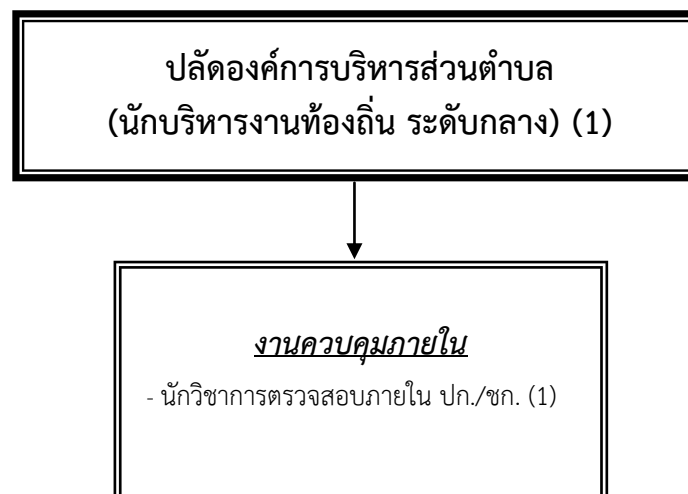 ปลัดองค์การบริหารส่วนตำบล
(นักบริหารงานท้องถิ่น ระดับกลาง) (1)
งานควบคุมภายใน
- นักวิชาการตรวจสอบภายใน ปก./ชก. (1)